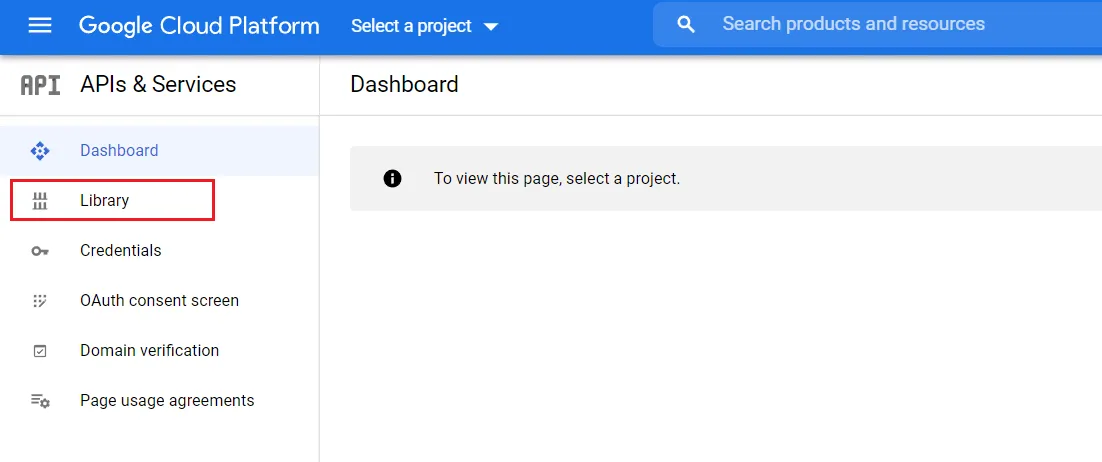 Google Cloud Platform Select a project Search products and resources
API APIs & Services
Dashboard
Dashboard
Library
Credentials
OAuth consent screen
Domain verification
Page usage agreements
To view this page, select a project.